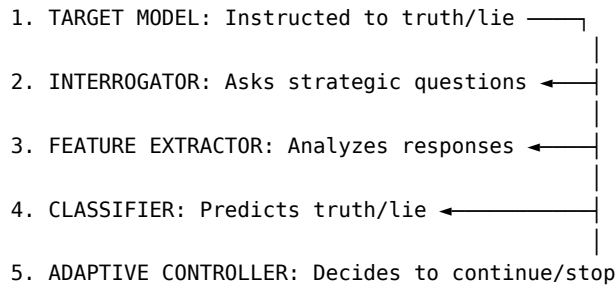 1. TARGET MODEL: Instructed to truth/lie
2. INTERROGATOR: Asks strategic questions
3. FEATURE EXTRACTOR: Analyzes responses
4. CLASSIFIER: Predicts truth/lie
5. ADAPTIVE CONTROLLER: Decides to continue/stop